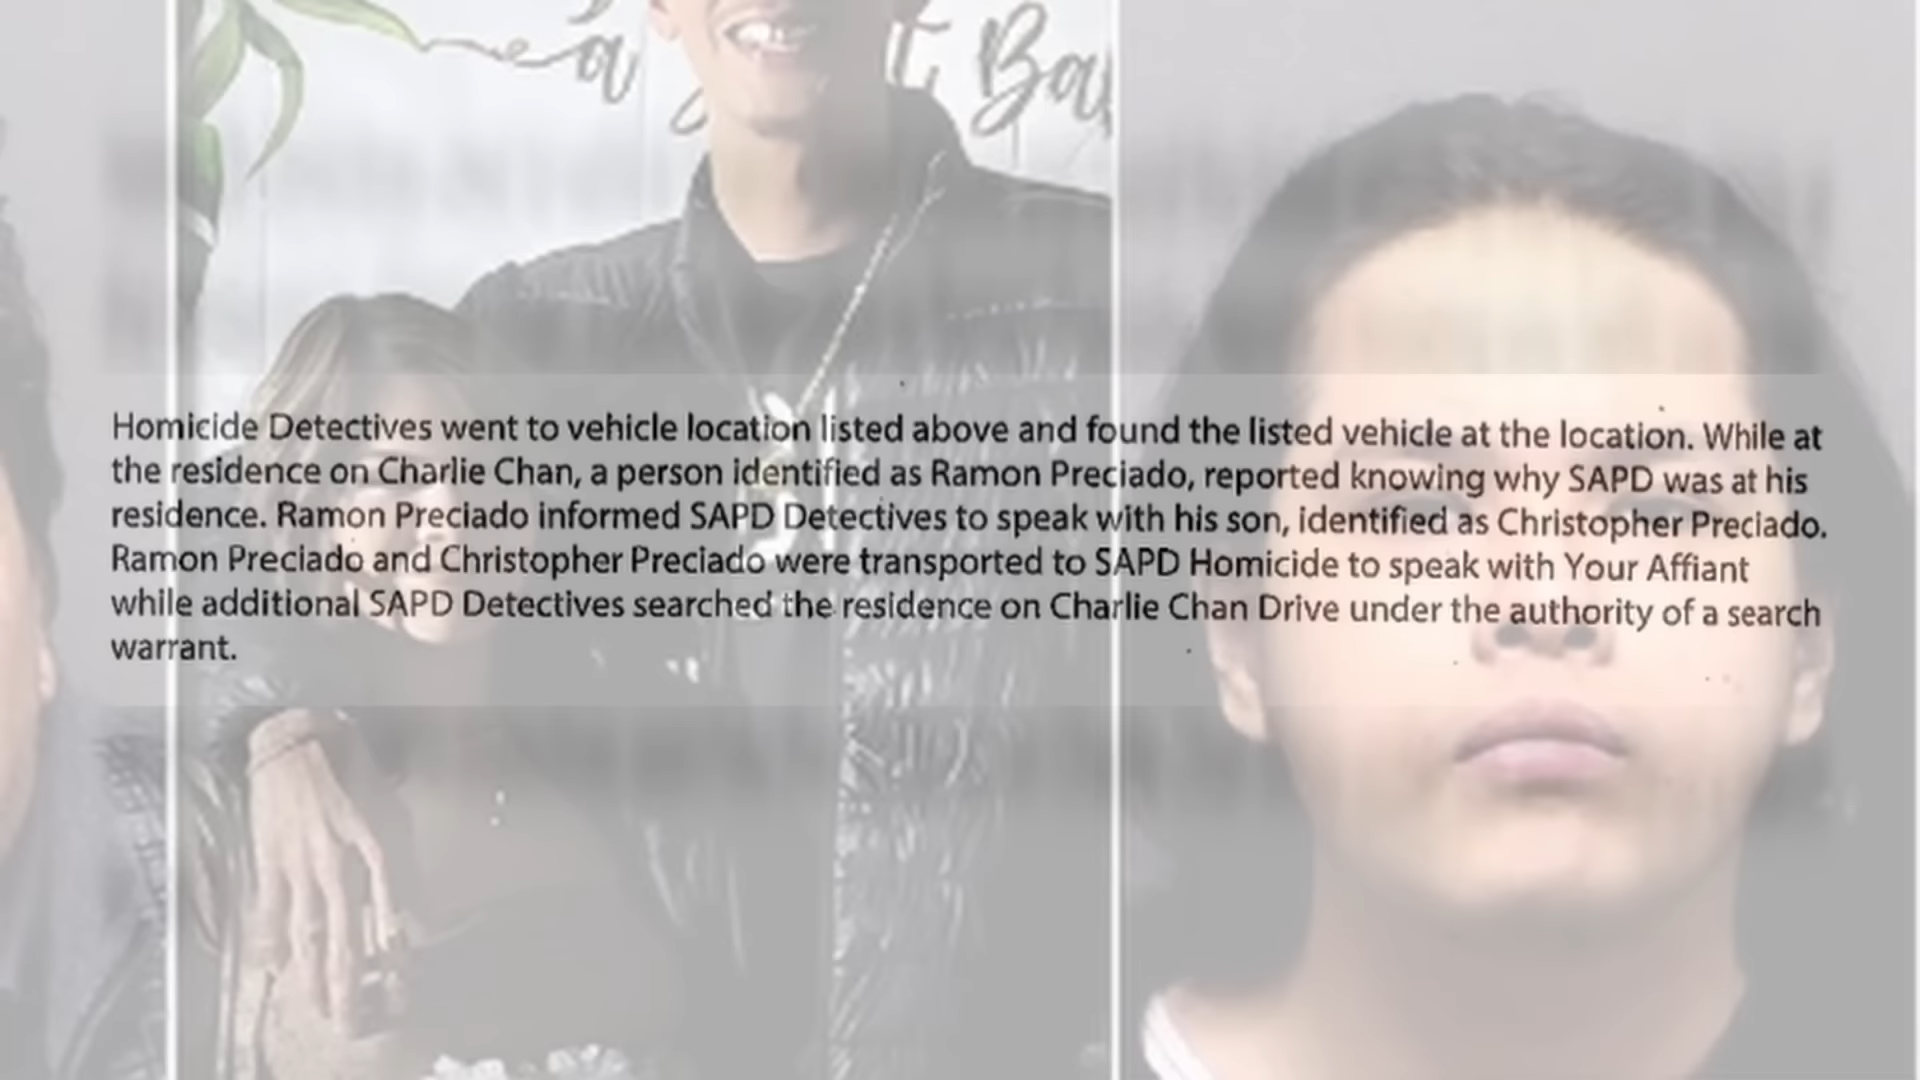 a
t Ba
Homicide Detectives went to vehicle location listed above and found the listed vehicle at the location. While at
the residence on Charlie Chan, a person identified as Ramon Preciado, reported knowing why SAPD was at his
residence. Ramon Preciado informed SAPD Detectives to speak with his son, identified as Christopher Preciado.
Ramon Preciado and Christopher Preciado were transported to SAPD Homicide to speak with Your Affiant
while additional SAPD Detectives searched the residence on Charlie Chan Drive under the authority of a search
warrant.